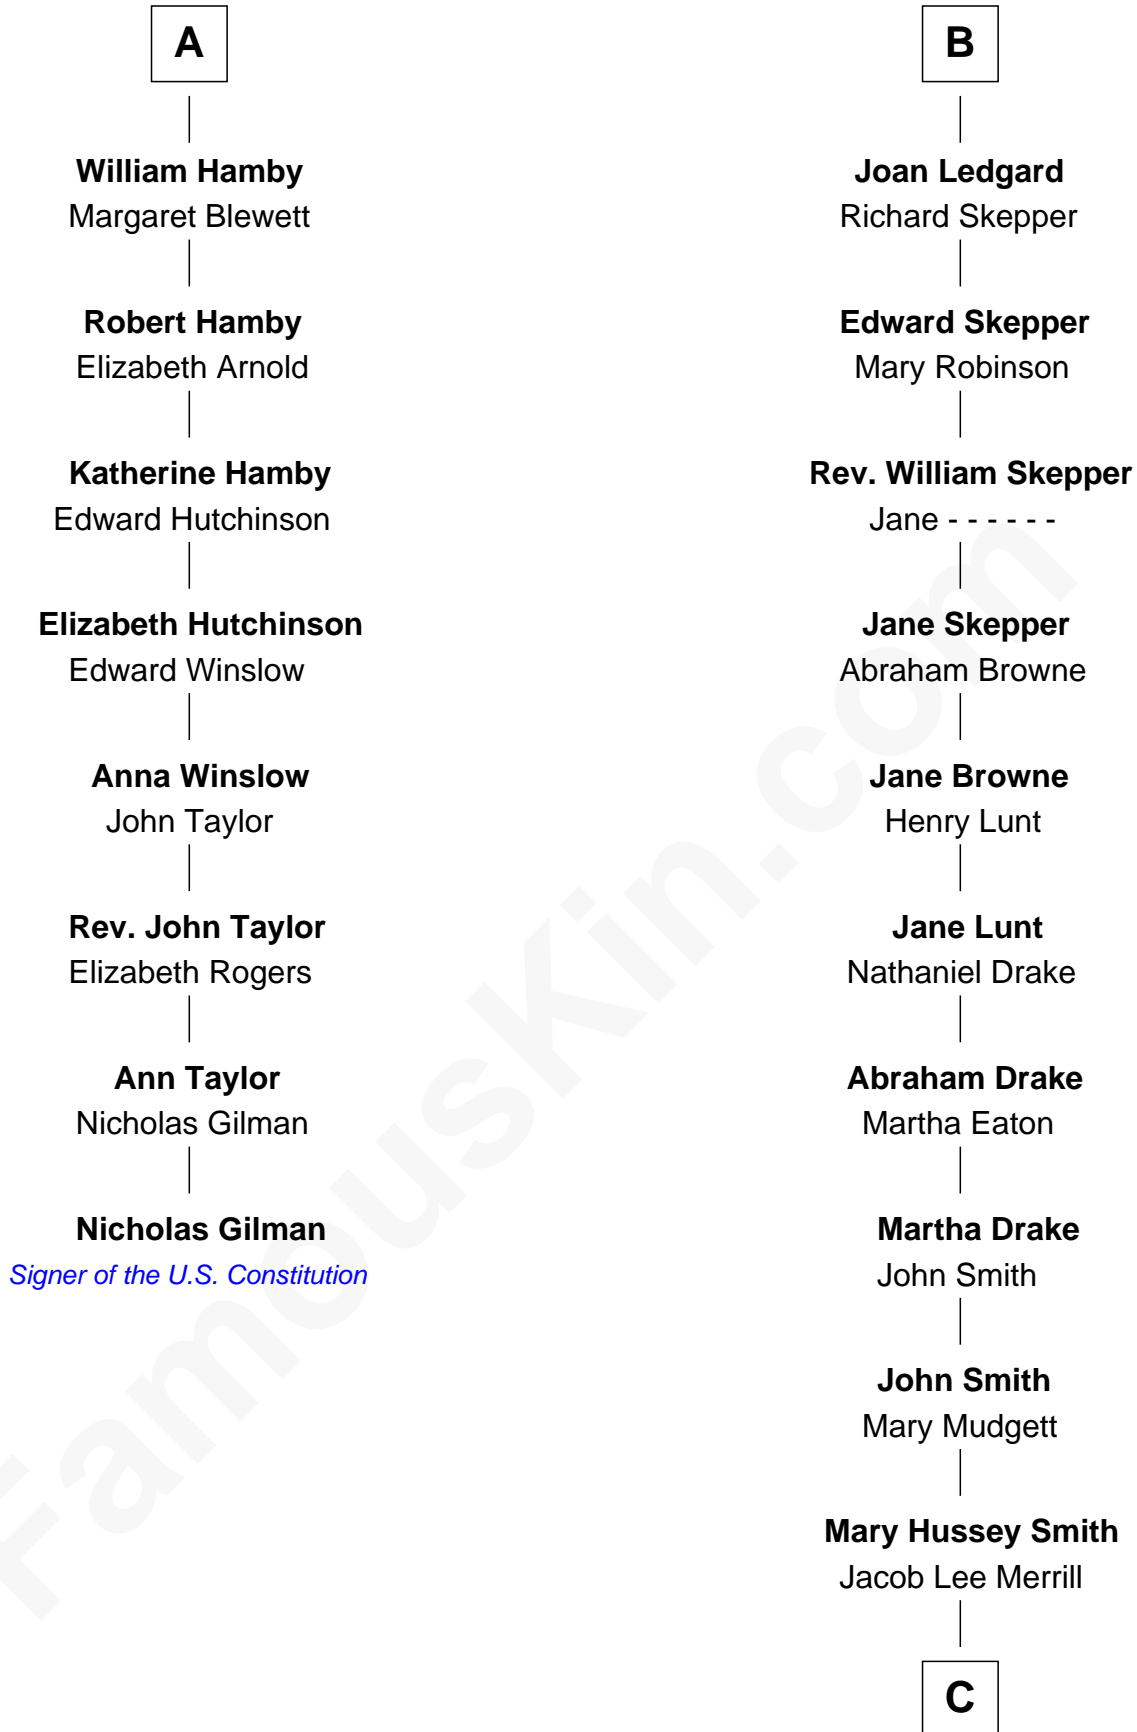 A
William Hamby
Margaret Blewett
Robert Hamby
Elizabeth Arnold
Katherine Hamby
Edward Hutchinson
Elizabeth Hutchinson
Edward Winslow
Anna Winslow
John Taylor
Rev. John Taylor
Elizabeth Rogers
Ann Taylor
Nicholas Gilman
Nicholas Gilman
Signer of the U.S. Constitution
B
Joan Ledgard
Richard Skepper
Edward Skepper
Mary Robinson
Rev. William Skepper
Jane - - - - - -
Jane Skepper
Abraham Browne
Jane Browne
Henry Lunt
Jane Lunt
Nathaniel Drake
Abraham Drake
Martha Eaton
Martha Drake
John Smith
John Smith
Mary Mudgett
Mary Hussey Smith
Jacob Lee Merrill
C
FamousKin.com